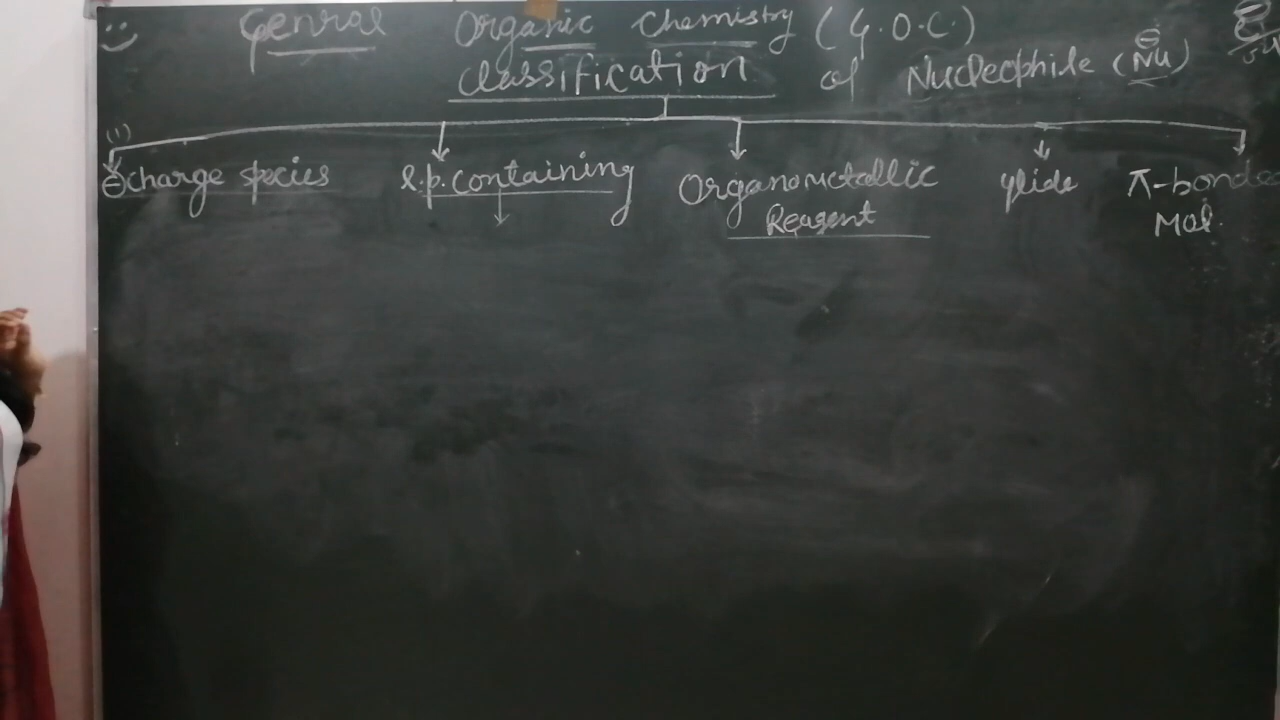 Genral Organic Chemistry (G.O.C.)
Classification of Nucleophile (Nu⊖)
(1)
⊖charge species
l.p. containing
Organometallic
Reagent
ylide
π-bonded
Mol.